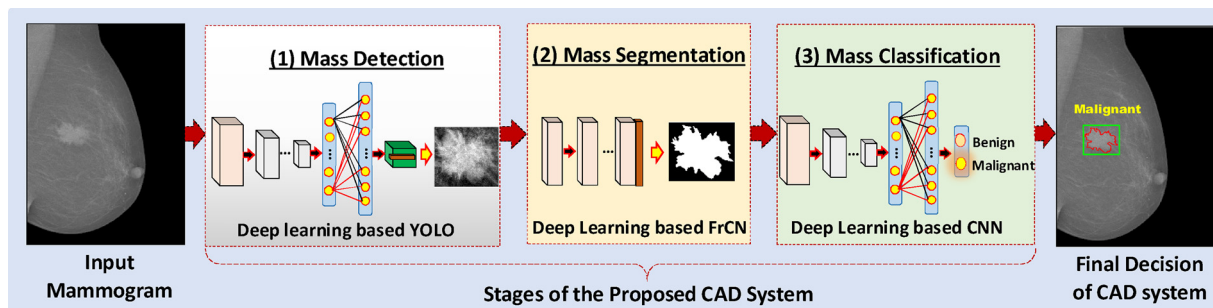 (1) Mass Detection
Deep learning based YOLO
(2) Mass Segmentation
Deep Learning based FrCN
(3) Mass Classification
Benign
Malignant
Deep Learning based CNN
Malignant
Input
Mammogram
Stages of the Proposed CAD System
Final Decision
of CAD system